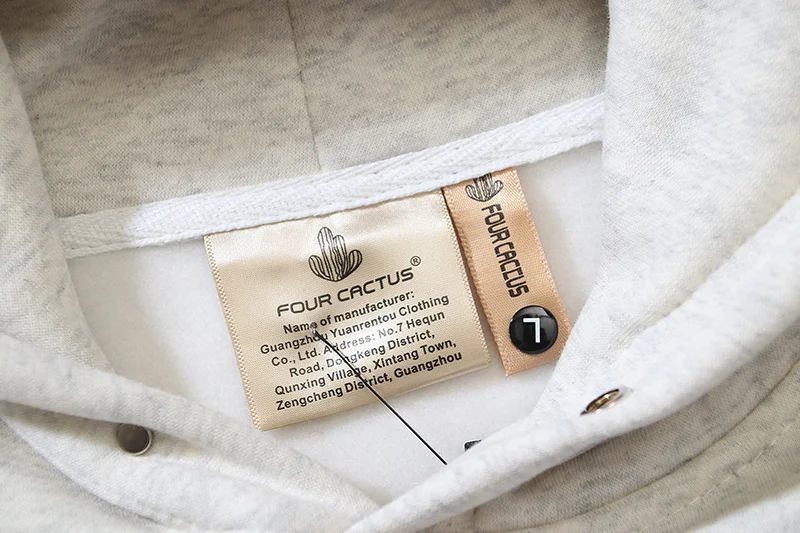 FOUR CACTUS®
Name of manufacturer:
Guangzhou Yuanrentou Clothing
Co., Ltd. Address: No.7 Hequn
Road, Dongkeng District,
Qunxing Village, Xintang Town,
Zengcheng District, Guangzhou
FOUR CACCUS
7